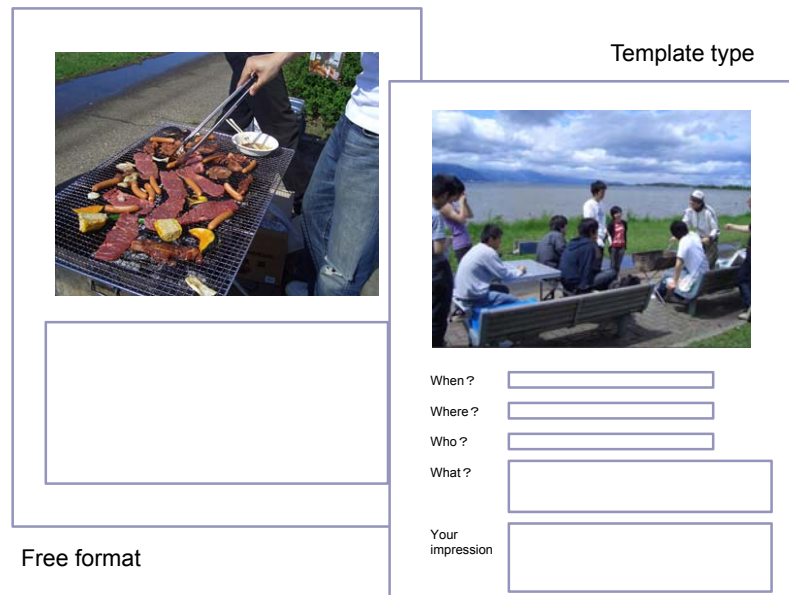 Template type
When？
Where？
Who？
What？
Your
impression
Free format